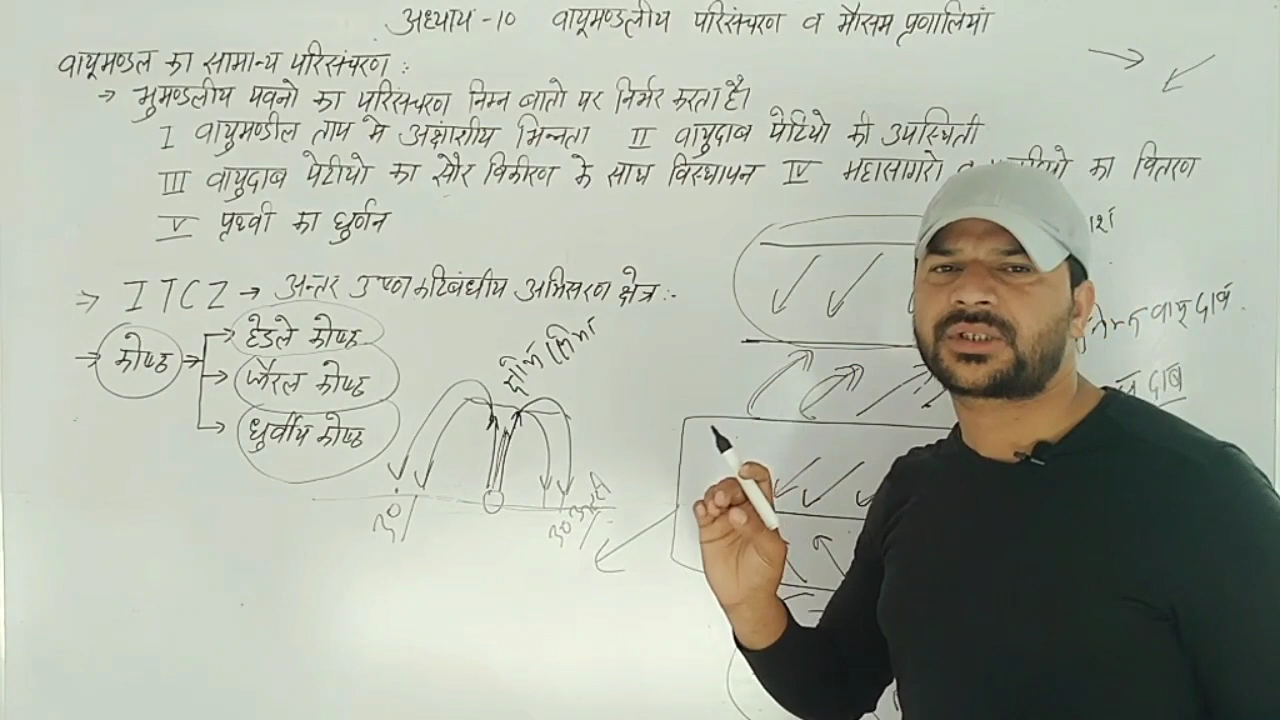 अध्याय -10 वायूमण्डलीय परिसंचरण व मौसम प्रणालियां
वायूमण्डल का सामान्य परिसंचरण :
→ भुमण्डलीय पवनो का परिसंचरण निम्न बातो पर निर्भर करता है।
I वायुमण्डील ताप मे अक्षांशीय भिन्नता II वायुदाब पेटियो की उपस्थिती
III वायुदाब पेटीयो का सौर विकीरण के साथ विस्थापन IV महासागरो का वितरण
V पृथ्वी का घुर्णन
→ ITCZ → अन्तर उष्ण कटिबंधीय अभिसरण क्षेत्र :-
→ कोष्ठ → हेडले कोष्ठ
→ फैरल कोष्ठ
→ धुर्वीय कोष्ठ
वायू दाब
दाब
30
30